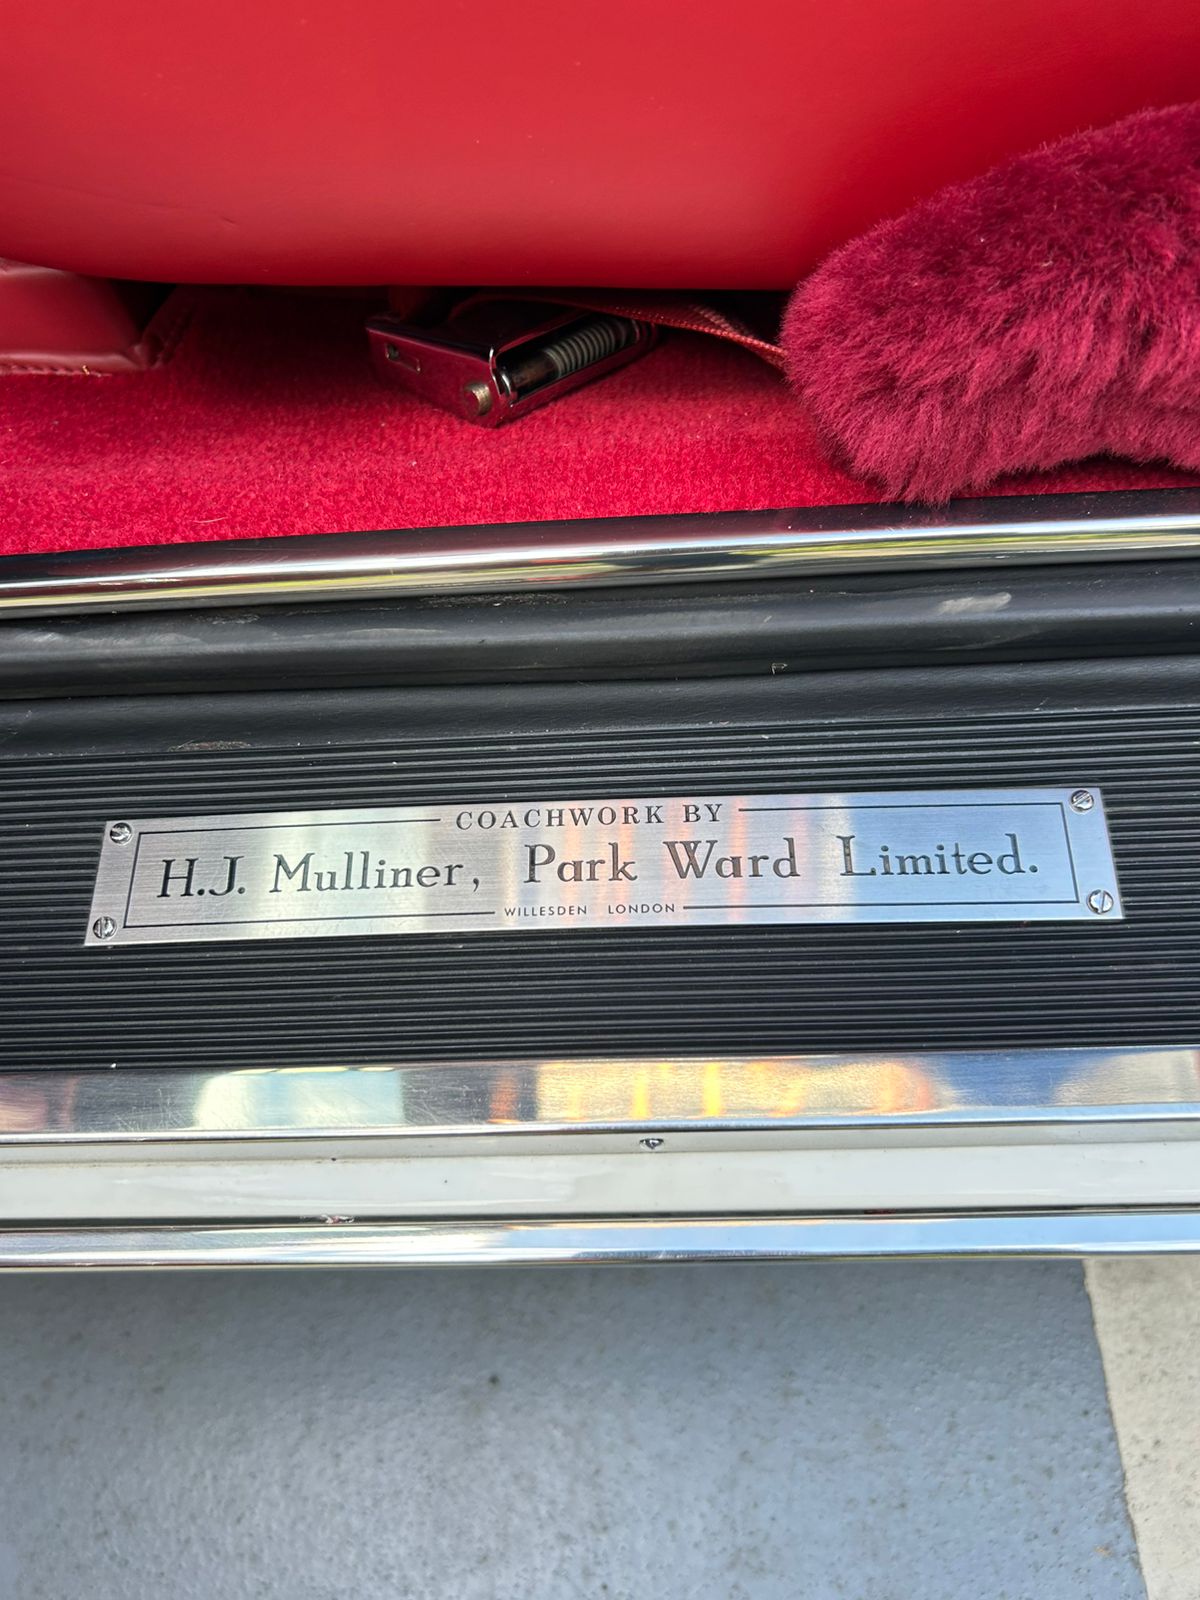 COACHWORK BY
H.J. Mulliner, Park Ward Limited.
WILLESDEN LONDON